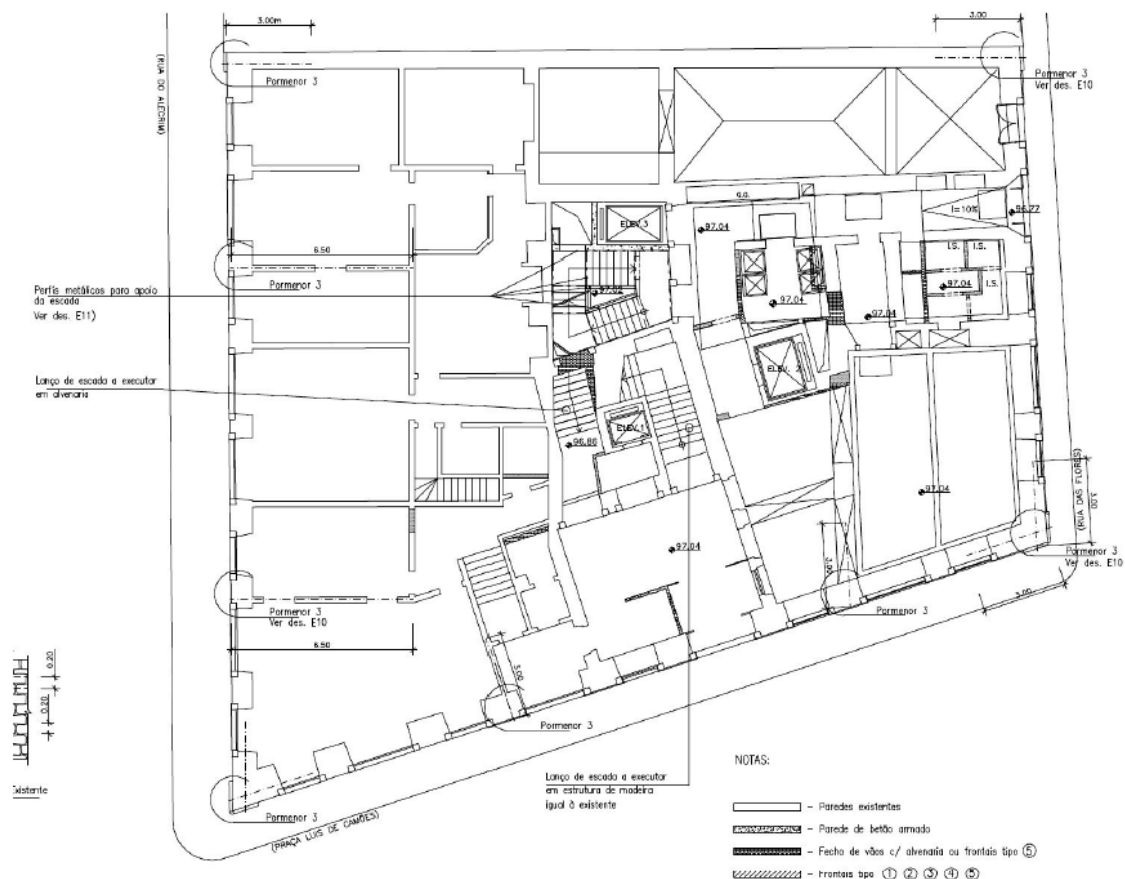 3.00m
3.00
(RUA DO ALEGRIM)
Pormenor 3
Pormenor 3
Ver des. E10
G.G.
ELEV.3
97.04
I=10%
96.77
I.S.
I.S.
I.S.
6.50
Pormenor 3
Perfis metálicos para apoio
da escada
Ver des. E11)
97.02
97.04
97.04
97.04
Lanço de escada a executar
em alvenaria
ELEV. 2
ELEV.1
96.86
97.04
(RUA DAS FLORES)
3.00
97.04
3.00
Pormenor 3
Ver des. E10
Pormenor 3
3.00
Pormenor 3
Ver des. E10
6.50
3.00
0.20
0.20
Existente
Pormenor 3
Pormenor 3
(PRAÇA LUIS DE CAMÕES)
Lanço de escada a executar
em estrutura de madeira
igual à existente
NOTAS:
– Paredes existentes
– Parede de betão armado
– Fecho de vãos c/ alvenaria ou frontais tipo ⑤
– Frontais tipo ① ② ③ ④ ⑤